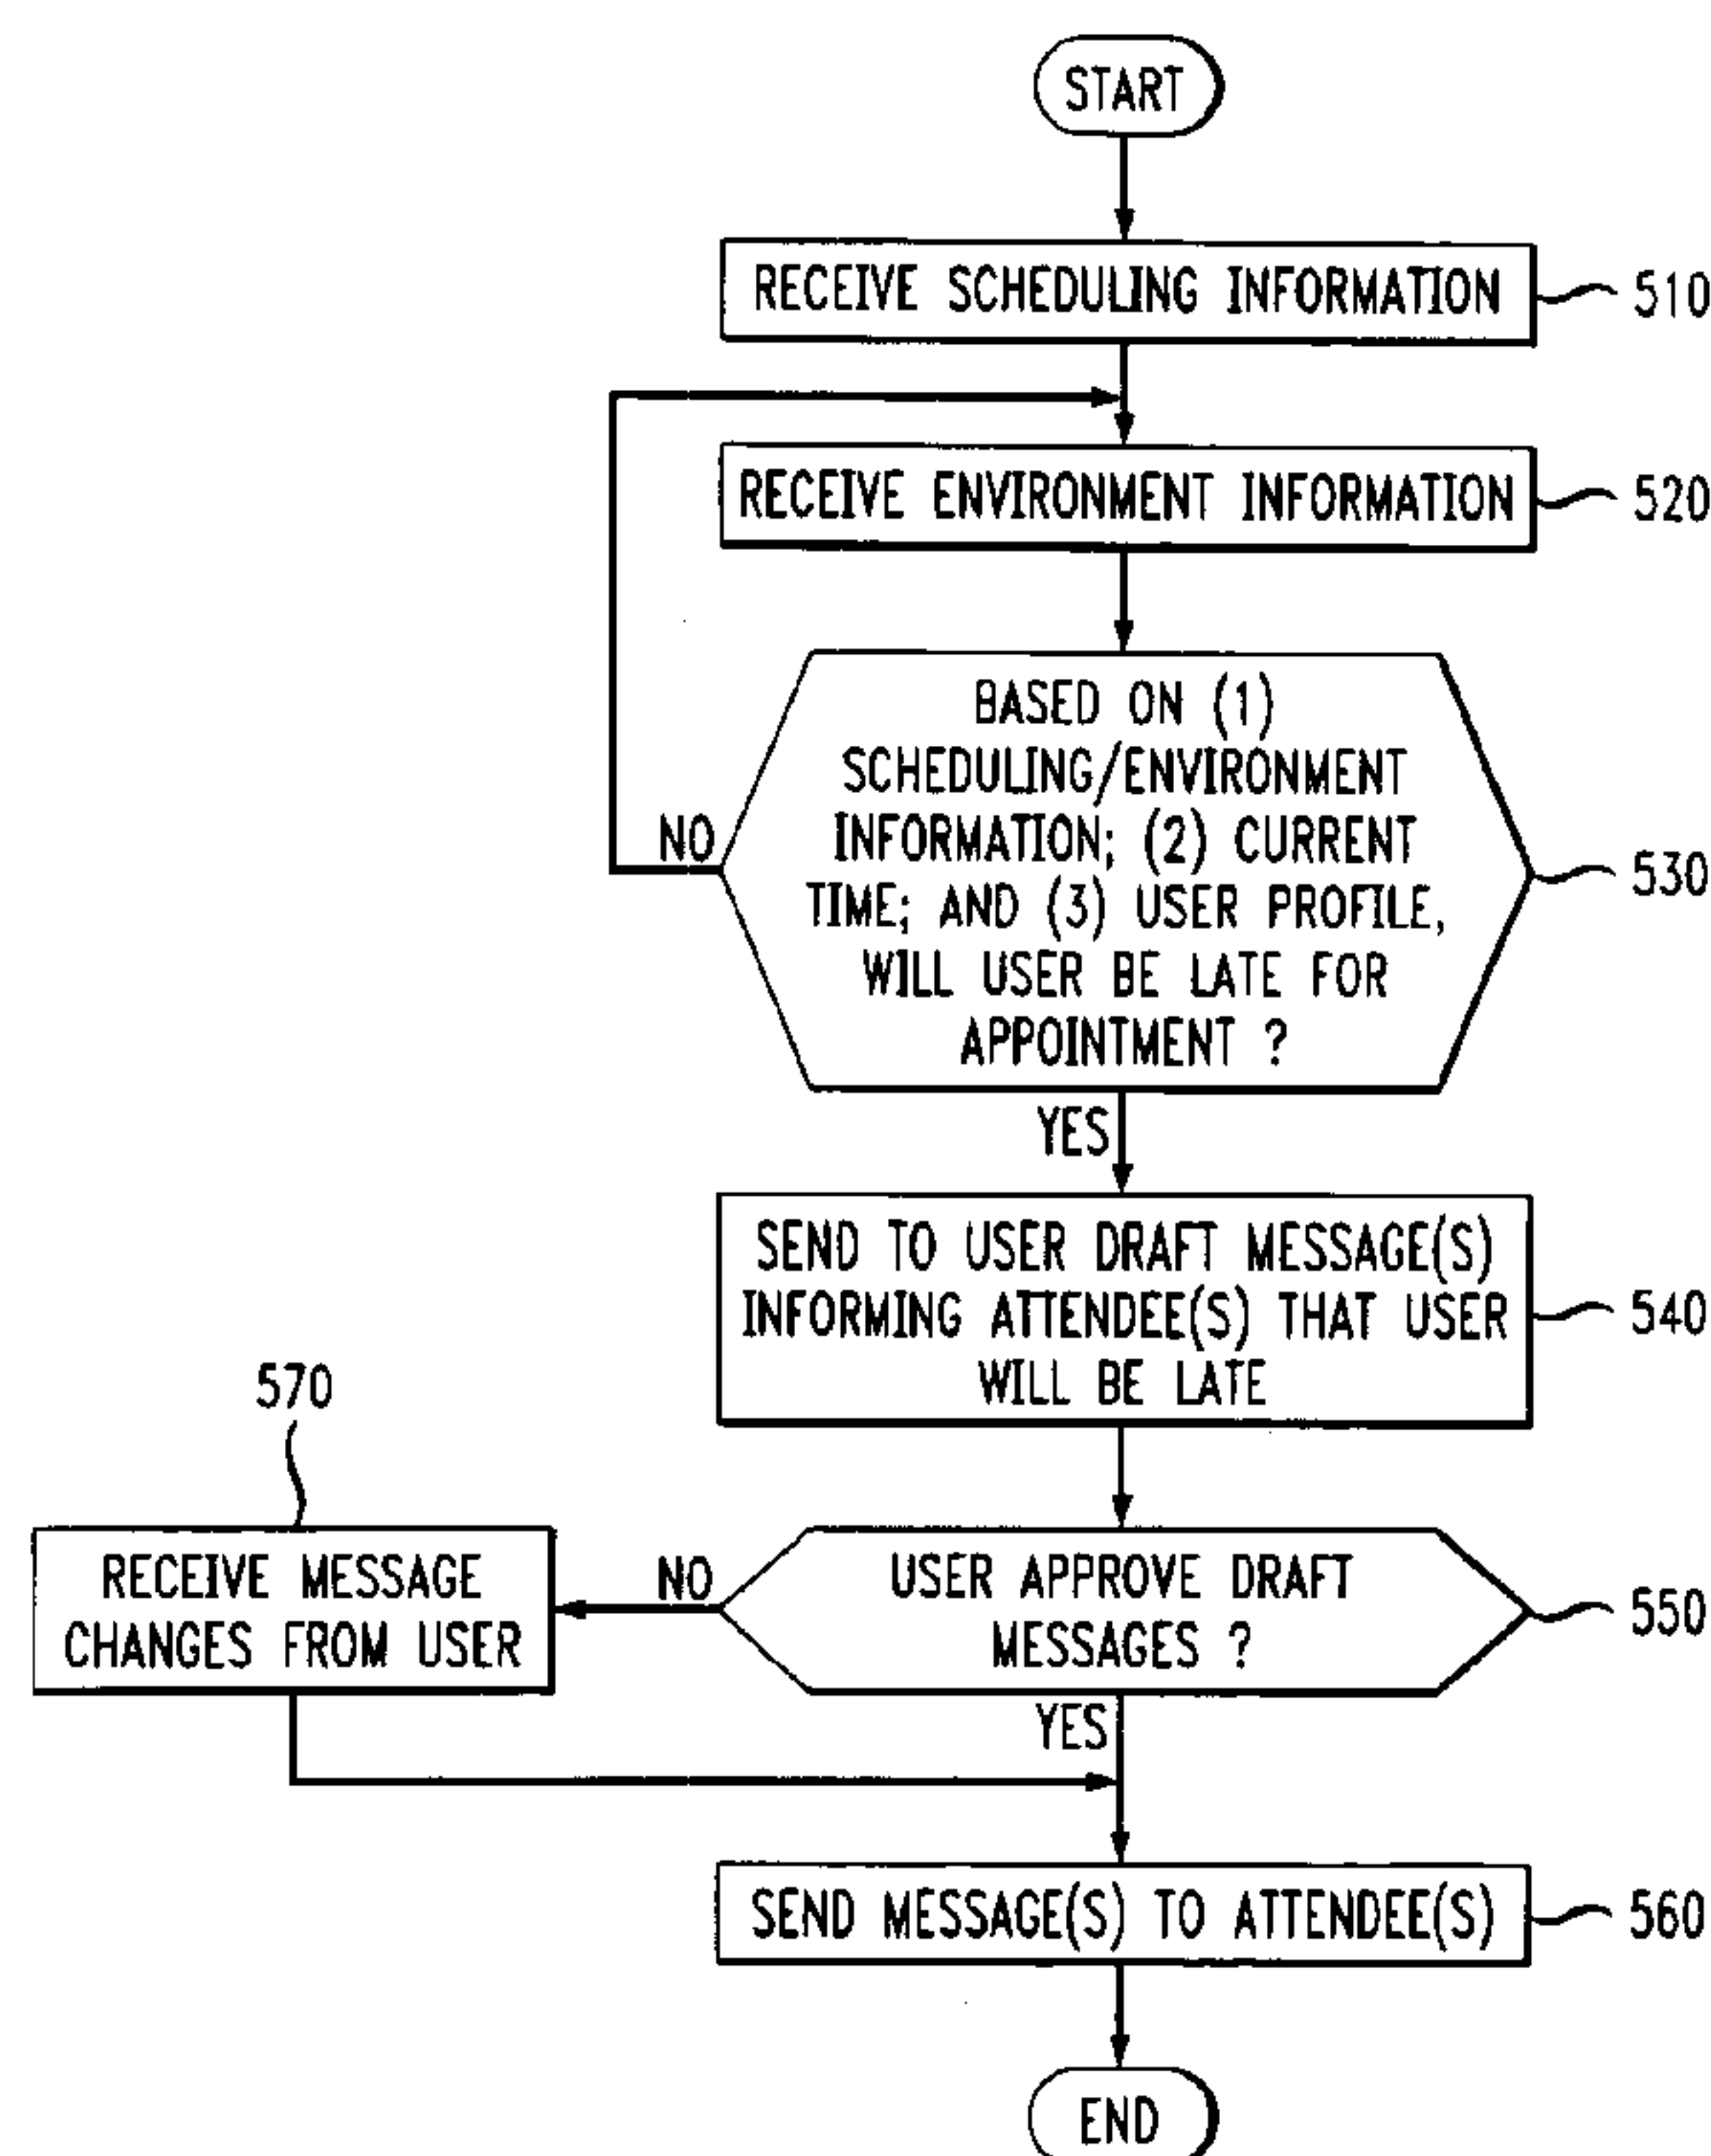 START
RECEIVE SCHEDULING INFORMATION
510
RECEIVE ENVIRONMENT INFORMATION
520
BASED ON (1)
SCHEDULING/ENVIRONMENT
INFORMATION; (2) CURRENT
TIME; AND (3) USER PROFILE,
WILL USER BE LATE FOR
APPOINTMENT ?
530
NO
YES
SEND TO USER DRAFT MESSAGE(S)
INFORMING ATTENDEE(S) THAT USER
WILL BE LATE
540
USER APPROVE DRAFT
MESSAGES ?
550
NO
570
RECEIVE MESSAGE
CHANGES FROM USER
YES
SEND MESSAGE(S) TO ATTENDEE(S)
560
END